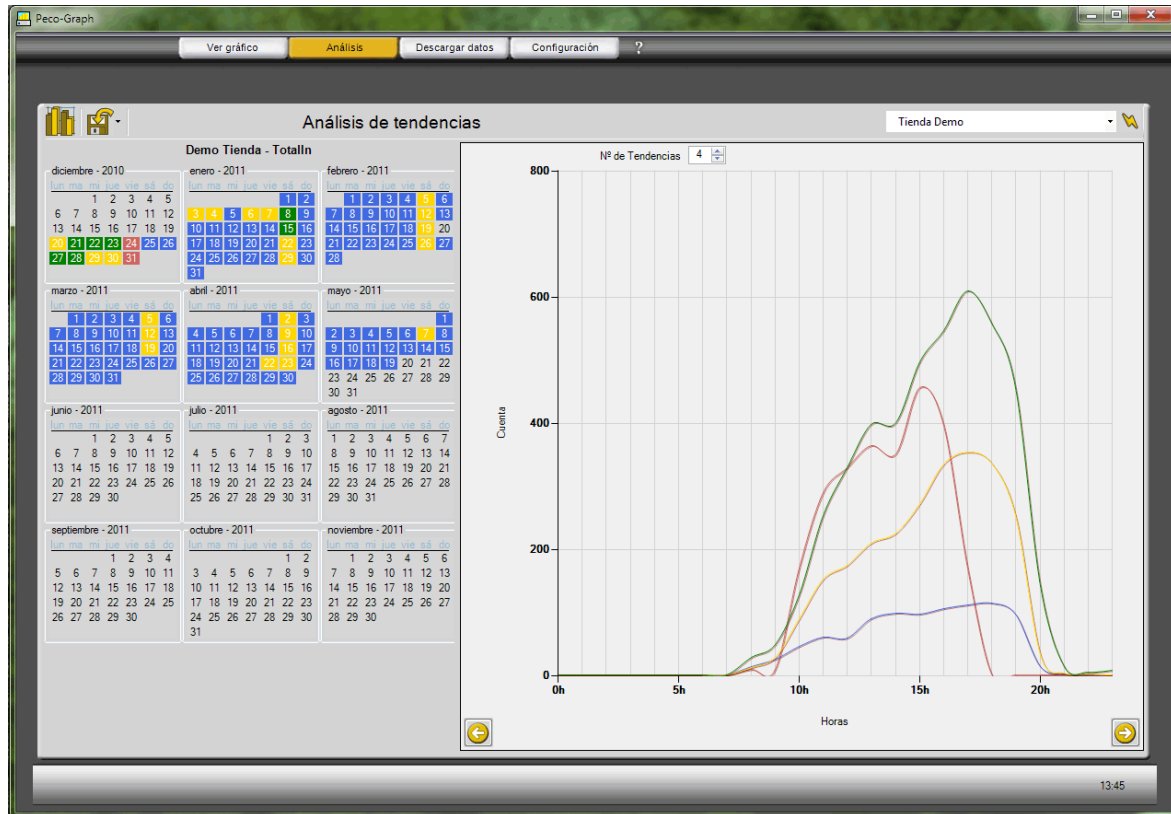 Peco-Graph
Ver gráfico Análisis Descargar datos Configuración ?
Análisis de tendencias
Tienda Demo
Demo Tienda - TotalIn
diciembre - 2010
lun ma mi jue vie sá do
1 2 3 4 5
6 7 8 9 10 11 12
13 14 15 16 17 18 19
20 21 22 23 24 25 26
27 28 29 30 31
enero - 2011
lun ma mi jue vie sá do
1 2
3 4 5 6 7 8 9
10 11 12 13 14 15 16
17 18 19 20 21 22 23
24 25 26 27 28 29 30
31
febrero - 2011
lun ma mi jue vie sá do
1 2 3 4 5 6
7 8 9 10 11 12 13
14 15 16 17 18 19 20
21 22 23 24 25 26 27
28
marzo - 2011
lun ma mi jue vie sá do
1 2 3 4 5 6
7 8 9 10 11 12 13
14 15 16 17 18 19 20
21 22 23 24 25 26 27
28 29 30 31
abril - 2011
lun ma mi jue vie sá do
1 2 3
4 5 6 7 8 9 10
11 12 13 14 15 16 17
18 19 20 21 22 23 24
25 26 27 28 29 30
mayo - 2011
lun ma mi jue vie sá do
1
2 3 4 5 6 7 8
9 10 11 12 13 14 15
16 17 18 19 20 21 22
23 24 25 26 27 28 29
30 31
junio - 2011
lun ma mi jue vie sá do
1 2 3 4 5
6 7 8 9 10 11 12
13 14 15 16 17 18 19
20 21 22 23 24 25 26
27 28 29 30
julio - 2011
lun ma mi jue vie sá do
1 2 3
4 5 6 7 8 9 10
11 12 13 14 15 16 17
18 19 20 21 22 23 24
25 26 27 28 29 30 31
agosto - 2011
lun ma mi jue vie sá do
1 2 3 4 5 6 7
8 9 10 11 12 13 14
15 16 17 18 19 20 21
22 23 24 25 26 27 28
29 30 31
septiembre - 2011
lun ma mi jue vie sá do
1 2 3 4
5 6 7 8 9 10 11
12 13 14 15 16 17 18
19 20 21 22 23 24 25
26 27 28 29 30
octubre - 2011
lun ma mi jue vie sá do
1 2
3 4 5 6 7 8 9
10 11 12 13 14 15 16
17 18 19 20 21 22 23
24 25 26 27 28 29 30
31
noviembre - 2011
lun ma mi jue vie sá do
1 2 3 4 5 6
7 8 9 10 11 12 13
14 15 16 17 18 19 20
21 22 23 24 25 26 27
28 29 30
Nº de Tendencias 4
800
600
400
200
0
Cuenta
0h 5h 10h 15h 20h
Horas
13:45